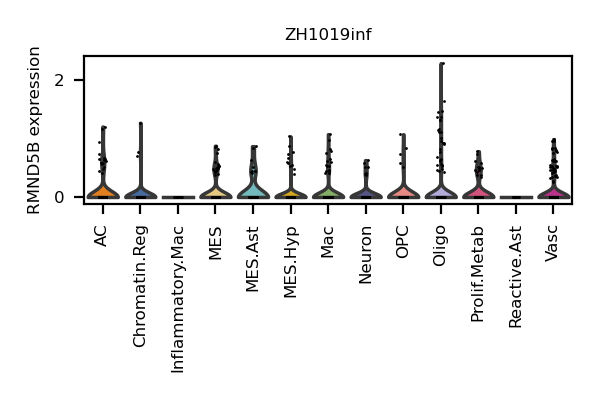 ZH1019inf
RMND5B expression
2
0
AC
Chromatin.Reg
Inflammatory.Mac
MES
MES.Ast
MES.Hyp
Mac
Neuron
OPC
Oligo
Prolif.Metab
Reactive.Ast
Vasc